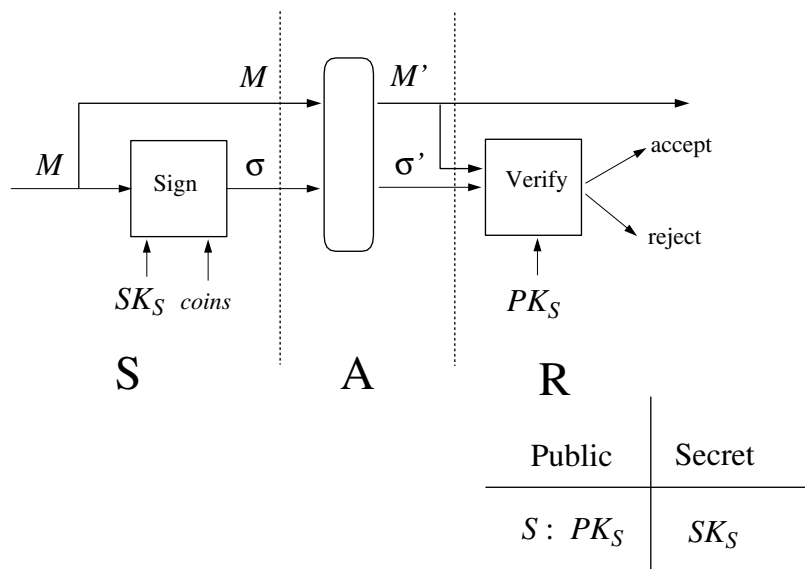 M M'
accept
M Sign σ σ' Verify
reject
SK_S coins PK_S
S A R
Public Secret
S : PK_S SK_S